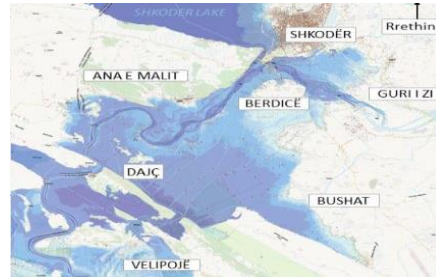 SHKODER LAKE
SHKODËR
Rrethin
ANA E MALIT
GURI I ZI
BERDICË
DAJÇ
BUSHAT
VELIPOJË